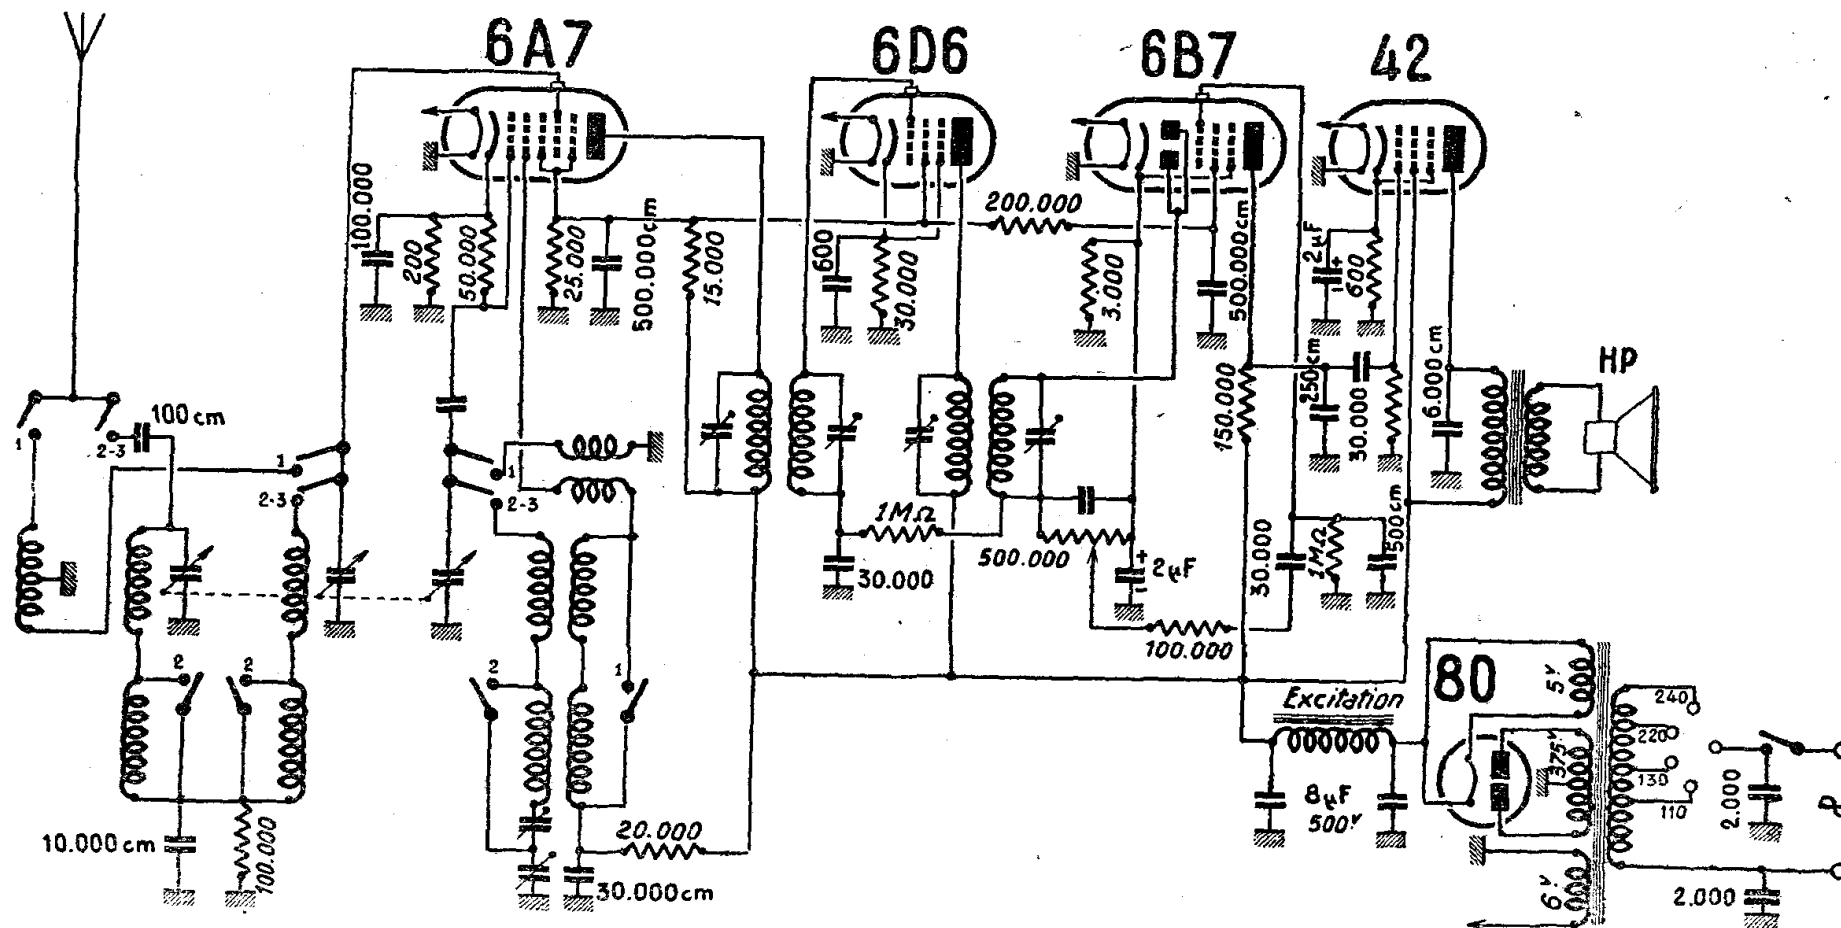 6A7
6D6
6B7
42
100.000
200
50.000
25.000
500.000cm
15.000
600
30.000
200.000
3.000
500.000cm
2µF
+
600
HP
100 cm
1
2-3
1
2-3
1
2-3
150.000
250cm
30.000
6.000cm
1MΩ
30.000
500.000
+
2µF
30.000
1MΩ
500cm
100.000
2
2
2
1
80
Excitation
5V
375V
6V
240
220
130
110
8µF
500V
2.000
2.000
10.000cm
100.000
20.000
30.000cm